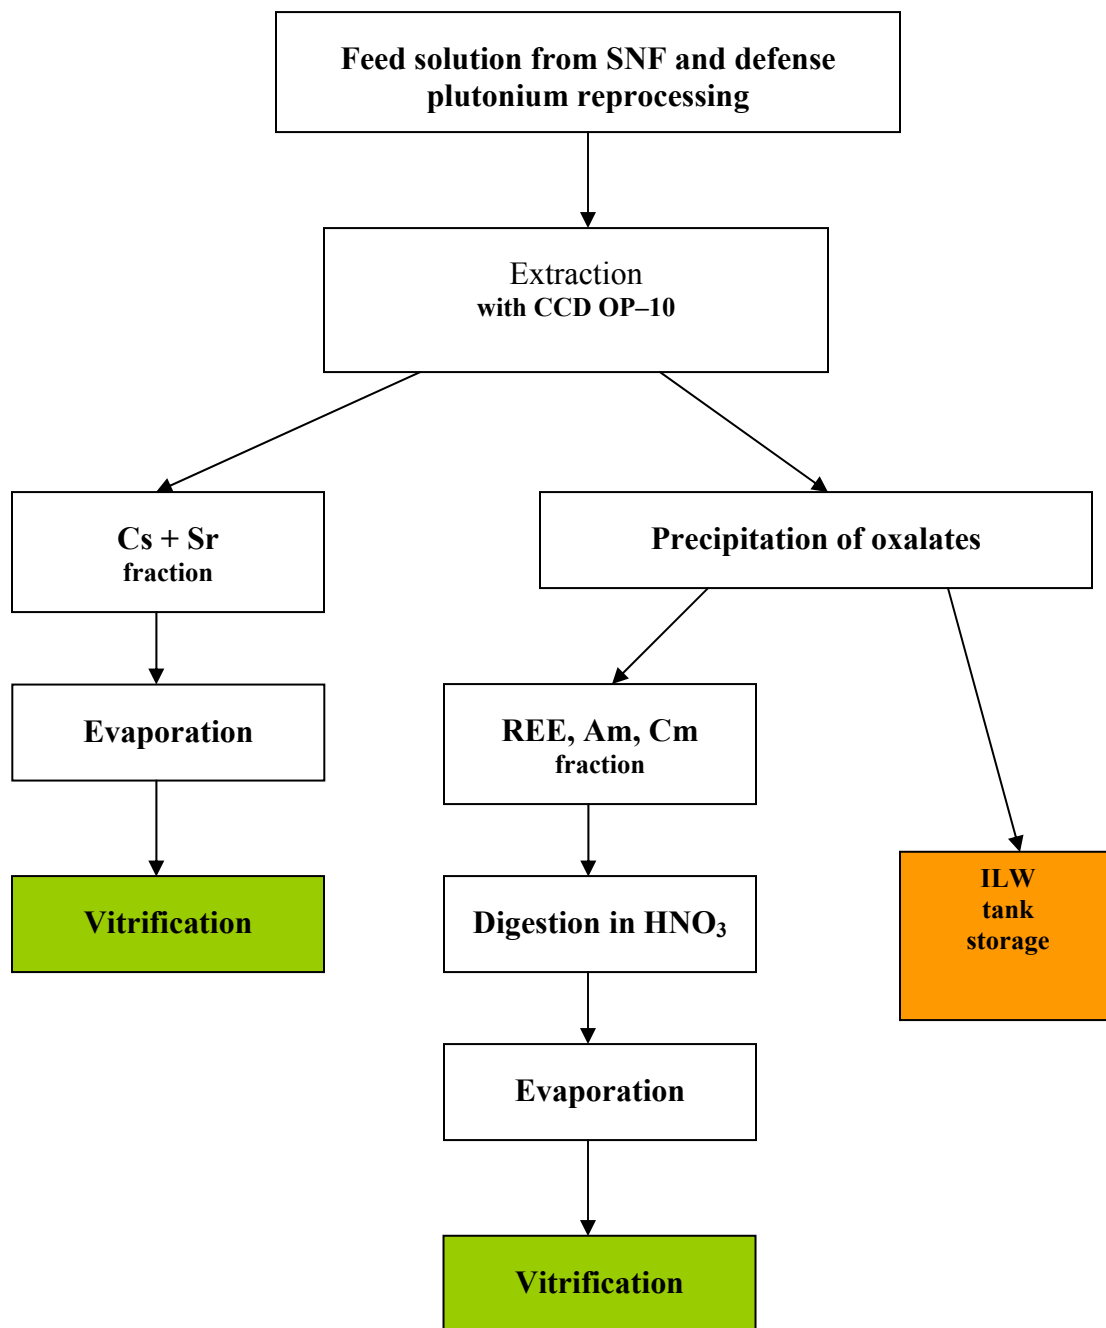 Feed solution from SNF and defense
plutonium reprocessing
Extraction
with CCD OP–10
Cs + Sr
fraction
Precipitation of oxalates
Evaporation
REE, Am, Cm
fraction
Vitrification
Digestion in HNO₃
ILW
tank
storage
Evaporation
Vitrification